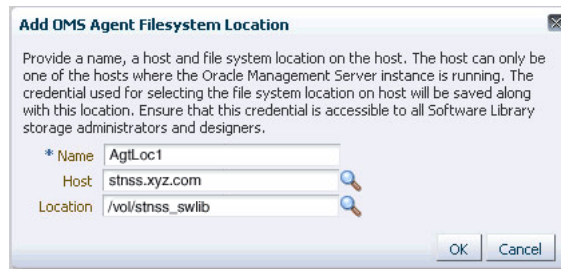 Add OMS Agent Filesystem Location
Provide a name, a host and file system location on the host. The host can only be
one of the hosts where the Oracle Management Server instance is running. The
credential used for selecting the file system location on host will be saved along
with this location. Ensure that this credential is accessible to all Software Library
storage administrators and designers.
* Name AgtLoc1
Host stnss.xyz.com
Location /vol/stnss_swlib
OK Cancel